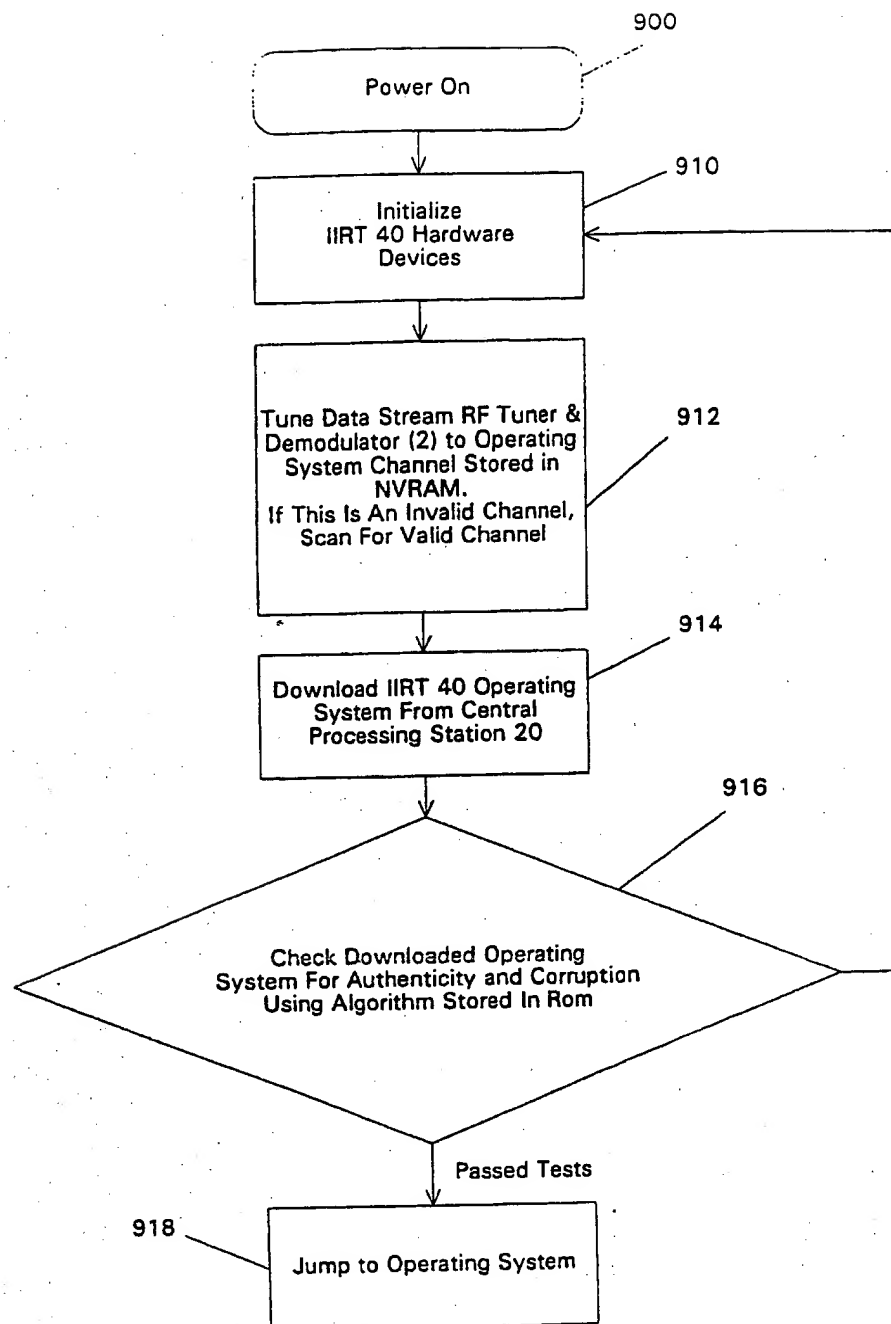 900
Power On
910
Initialize
IIRT 40 Hardware
Devices
Tune Data Stream RF Tuner &
Demodulator (2) to Operating
System Channel Stored in
NVRAM.
If This Is An Invalid Channel,
Scan For Valid Channel
912
914
Download IIRT 40 Operating
System From Central
Processing Station 20
916
Check Downloaded Operating
System For Authenticity and Corruption
Using Algorithm Stored In Rom
Passed Tests
918
Jump to Operating System